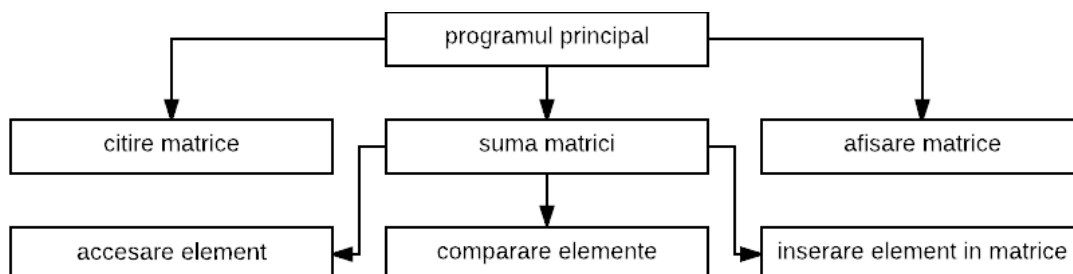 programul principal
citire matrice
suma matrici
afisare matrice
accesare element
comparare elemente
inserare element in matrice